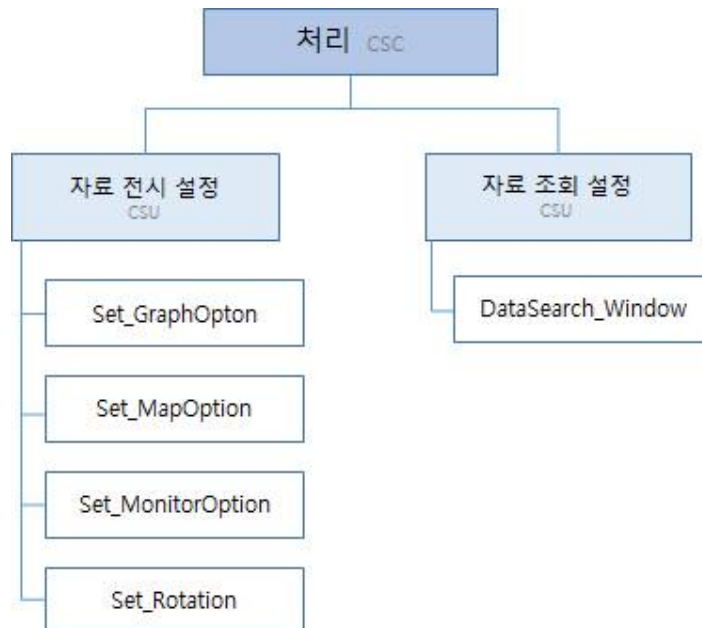 처리 CSC
자료 전시 설정
CSU
자료 조회 설정
CSU
Set_GraphOpton
DataSearch_Window
Set_MapOption
Set_MonitorOption
Set_Rotation